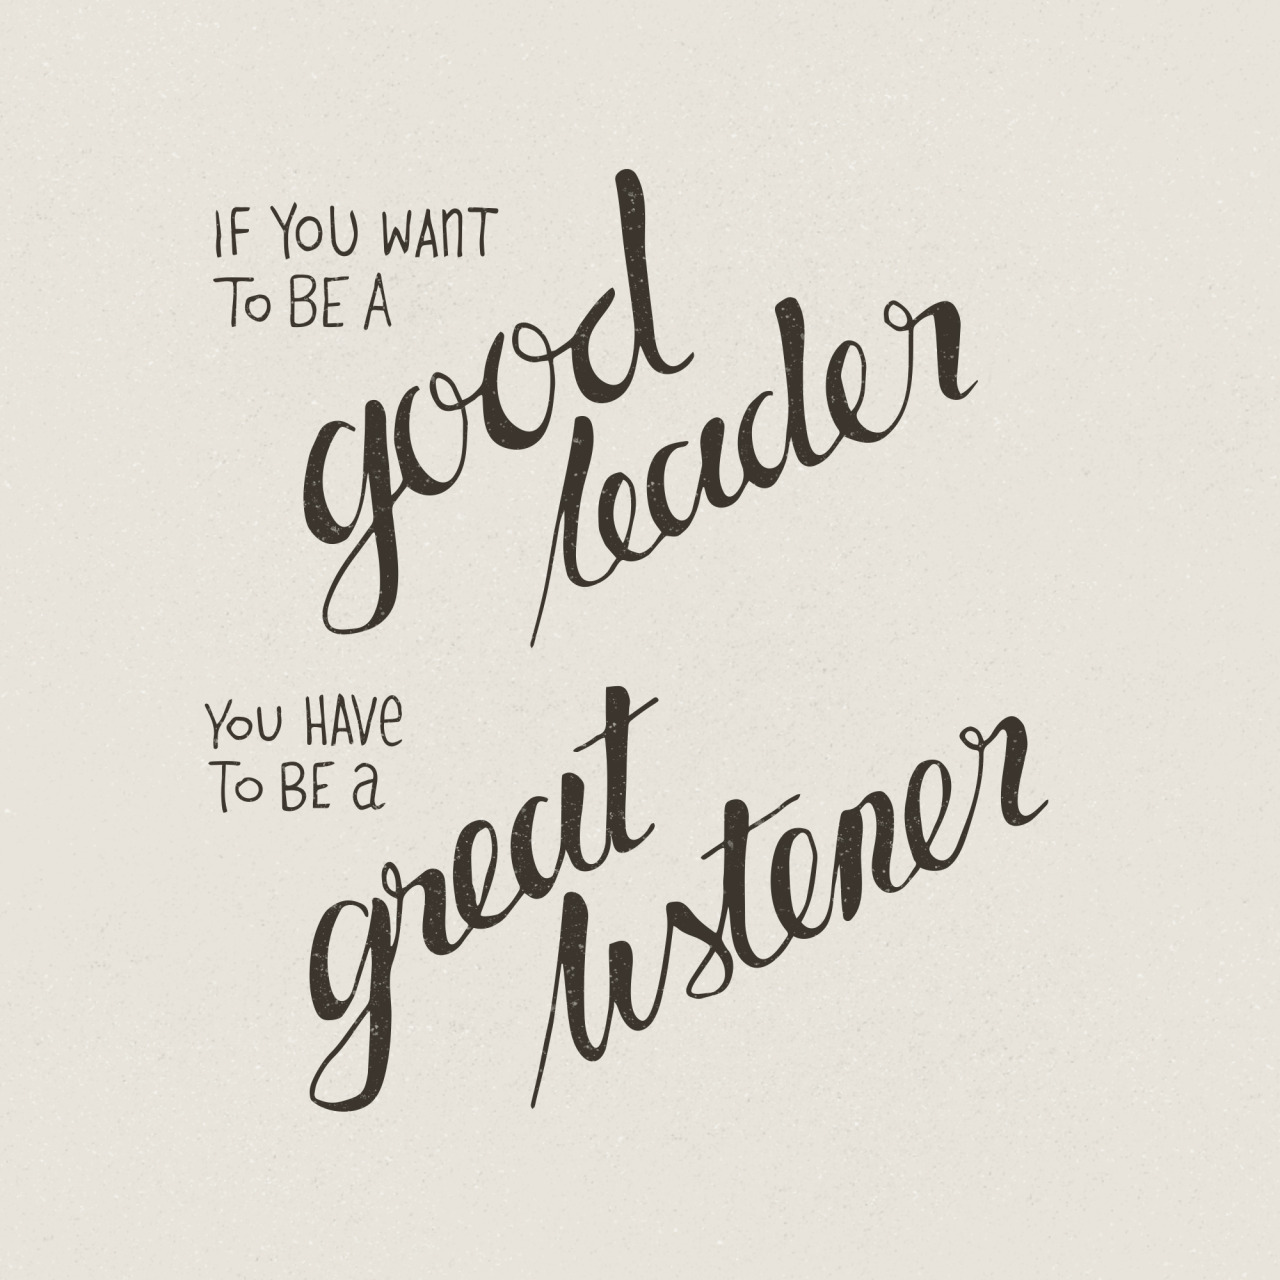 IF YOU WANT
TO BE A
good
leader
YOU HAVE
TO BE a
great
listener